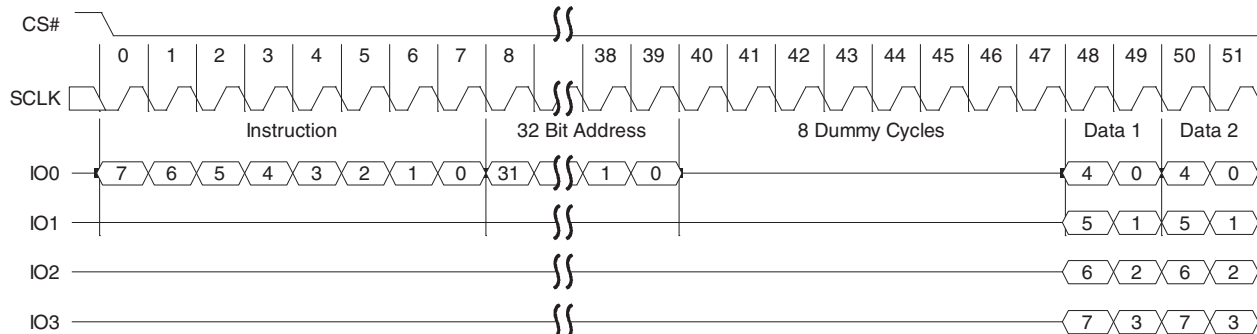 CS#
0 1 2 3 4 5 6 7 8 38 39 40 41 42 43 44 45 46 47 48 49 50 51
SCLK
Instruction 32 Bit Address 8 Dummy Cycles Data 1 Data 2
IO0 7 6 5 4 3 2 1 0 31 1 0 4 0 4 0
IO1 5 1 5 1
IO2 6 2 6 2
IO3 7 3 7 3